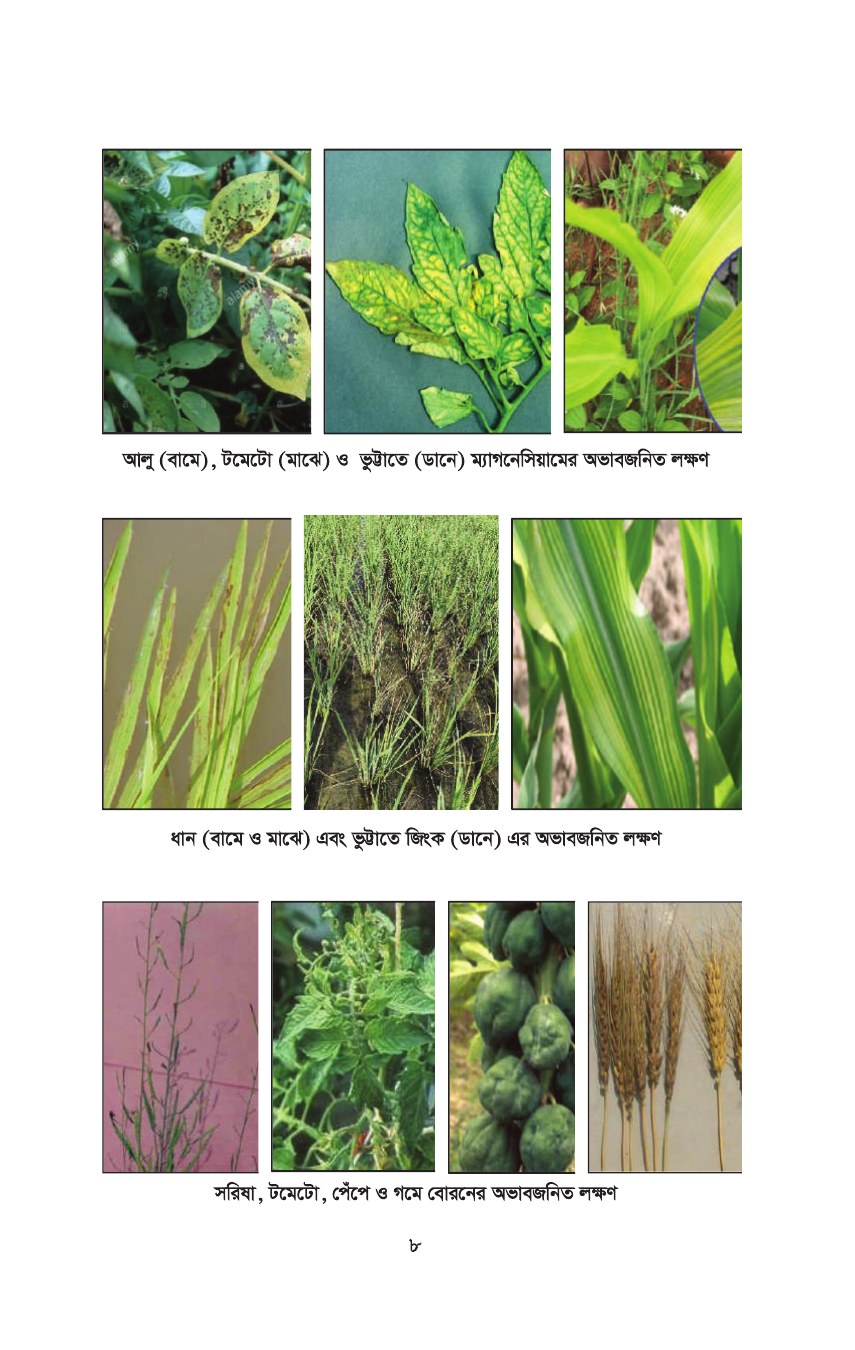 আলু (বামে), টমেটো (মাঝে) ও ভুট্টাতে (ডানে) ম্যাগনেসিয়ামের অভাবজনিত লক্ষণ
ধান (বামে ও মাঝে) এবং ভুট্টাতে জিংক (ডানে) এর অভাবজনিত লক্ষণ
সরিষা, টমেটো, পেঁপে ও গমে বোরনের অভাবজনিত লক্ষণ
৮